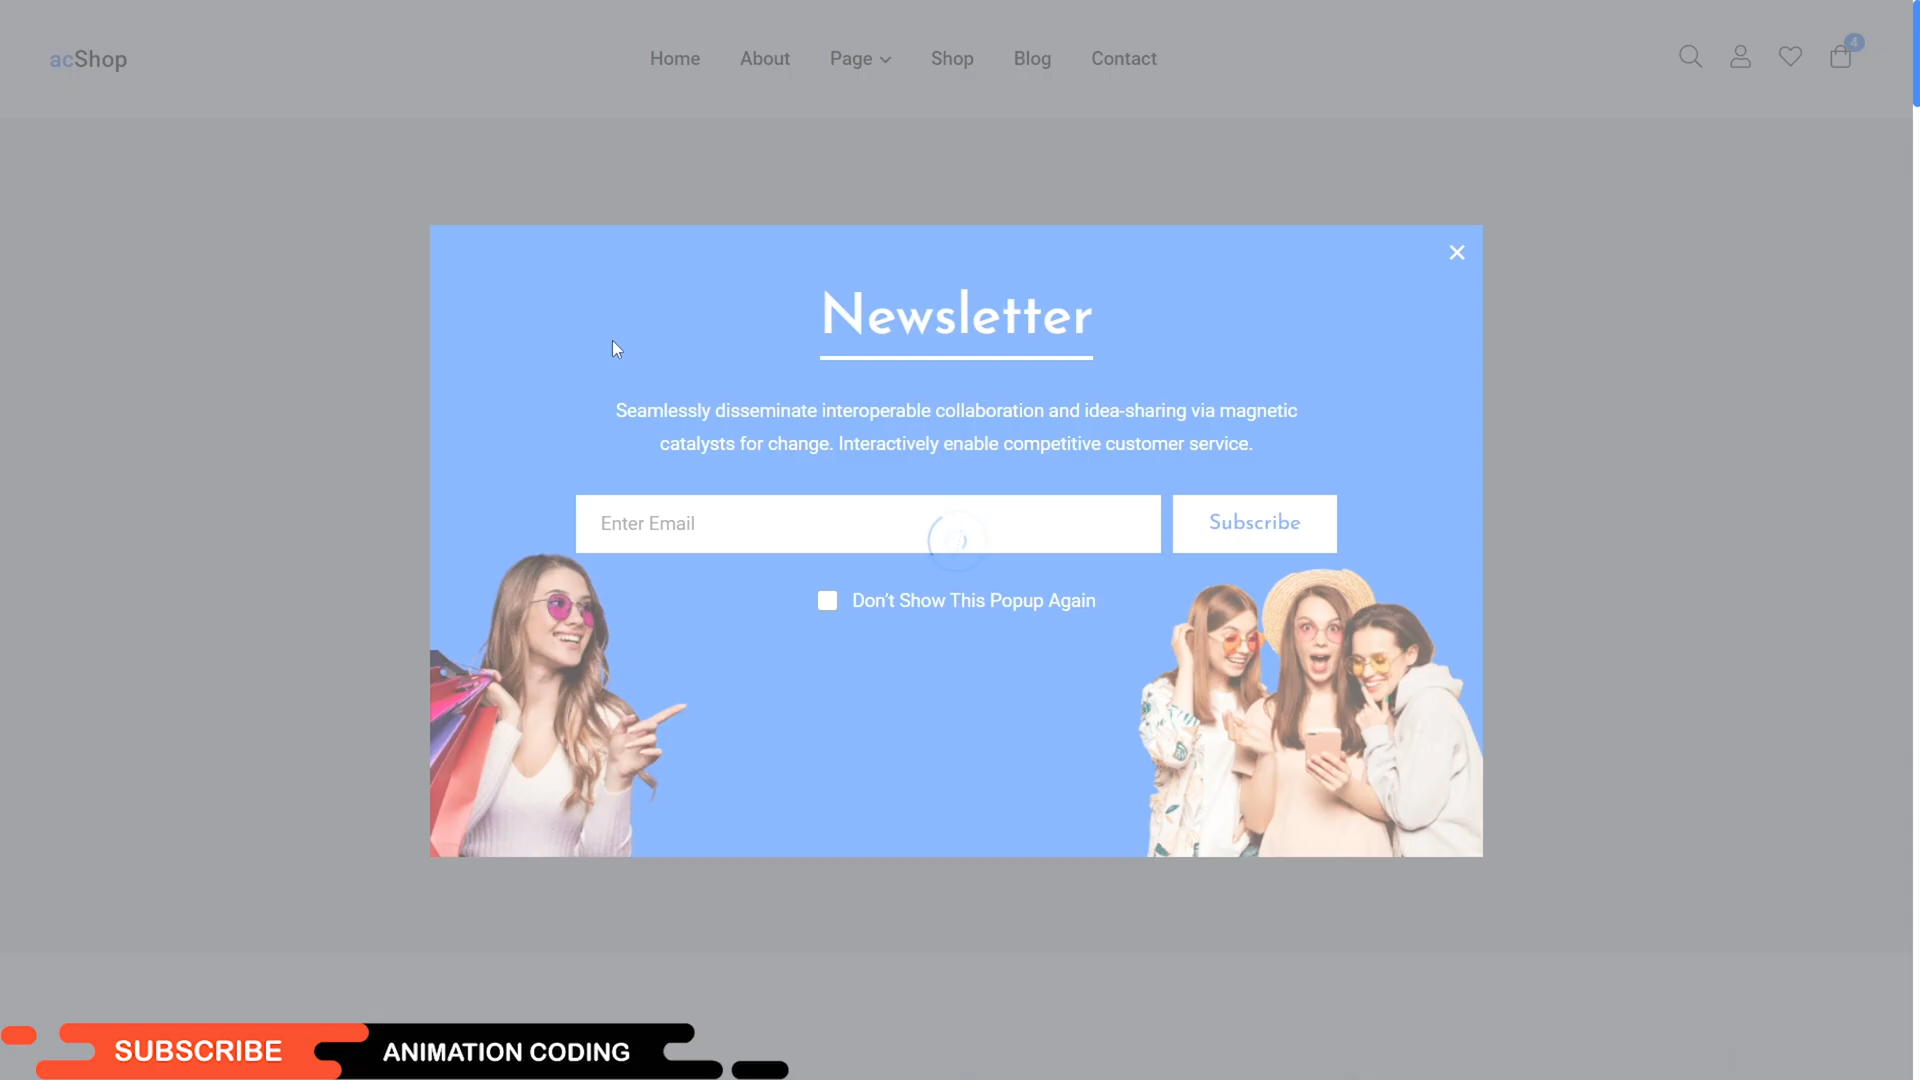 acShop
Home About Page Shop Blog Contact
4
Newsletter
Seamlessly disseminate interoperable collaboration and idea-sharing via magnetic
catalysts for change. Interactively enable competitive customer service.
Enter Email
Subscribe
Don't Show This Popup Again
SUBSCRIBE
ANIMATION CODING